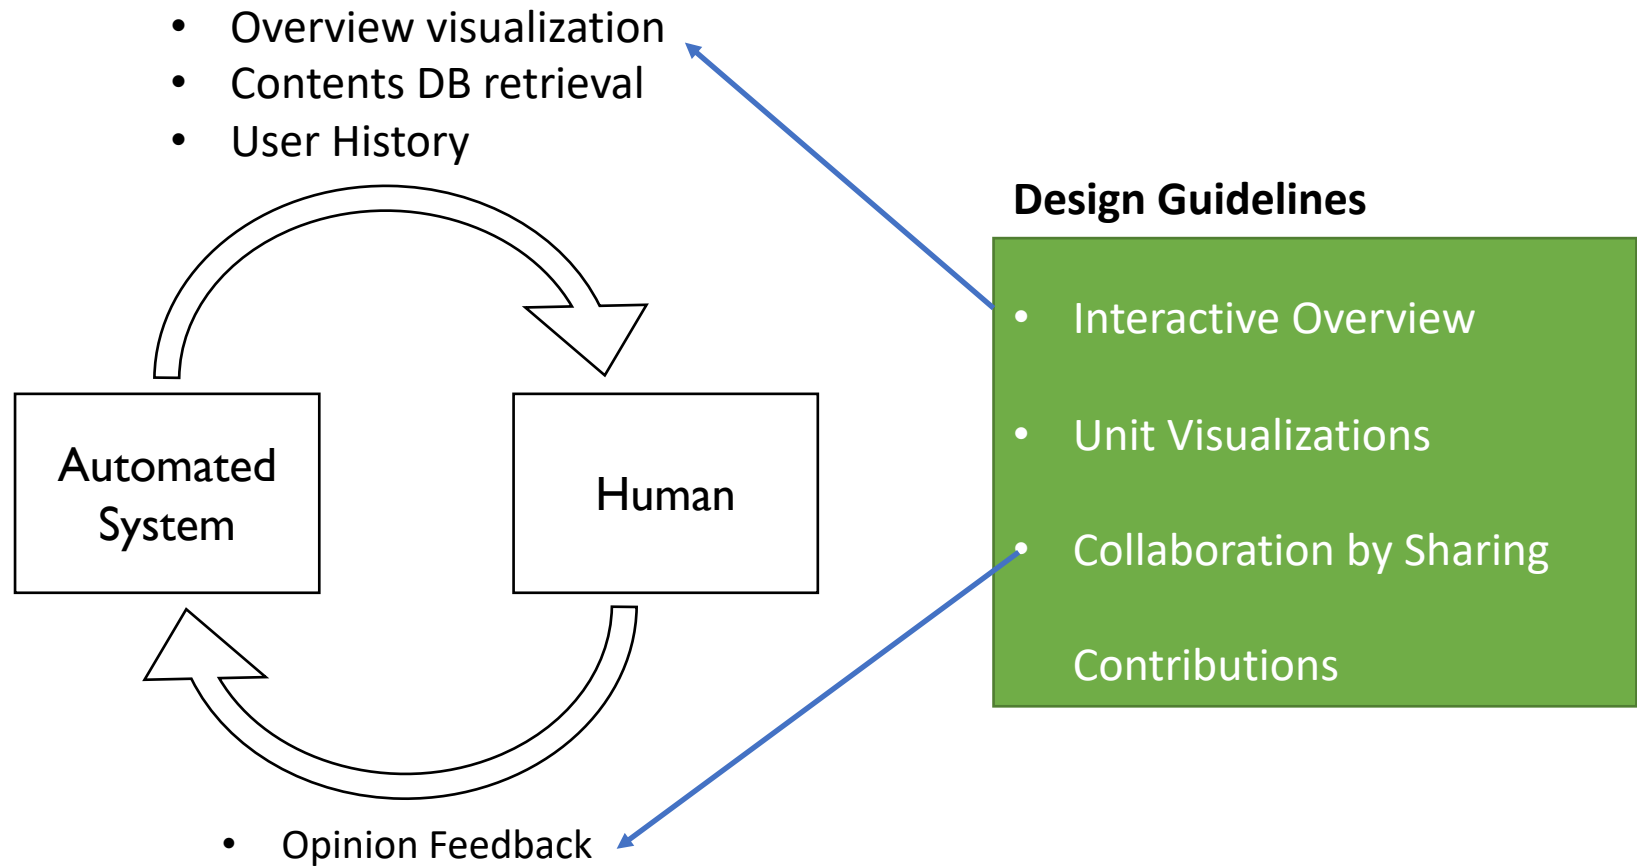 • Overview visualization
• Contents DB retrieval
• User History
Automated
System
Human
• Opinion Feedback
Design Guidelines
• Interactive Overview
• Unit Visualizations
• Collaboration by Sharing
Contributions